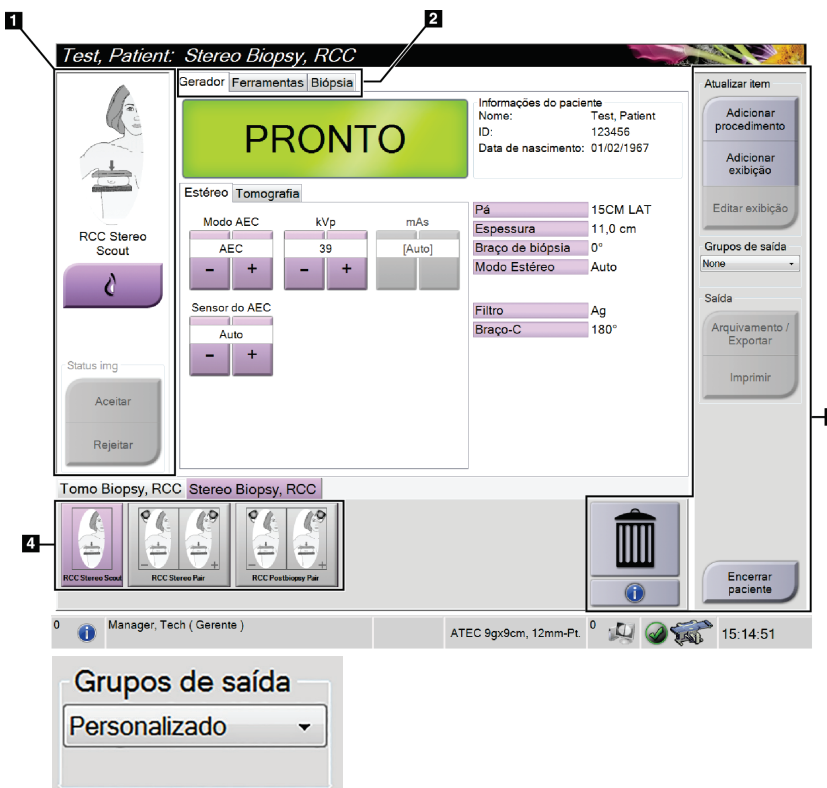 1
2
Test, Patient: Stereo Biopsy, RCC
Gerador Ferramentas Biópsia
PRONTO
Informações do paciente
Nome: Test, Patient
ID: 123456
Data de nascimento: 01/02/1967
RCC Stereo
Scout
Status img
Aceitar
Rejeitar
Estéreo Tomografia
Modo AEC kVp mAs
AEC 39 [Auto]
- + - +
Sensor do AEC
Auto
- +
Pá 15CM LAT
Espessura 11,0 cm
Braço de biópsia 0°
Modo Estéreo Auto
Filtro Ag
Braço-C 180°
Atualizar item
Adicionar
procedimento
Adicionar
exibição
Editar exibição
Grupos de saída
None
Saída
Arquivamento /
Exportar
Imprimir
Encerrar
paciente
Tomo Biopsy, RCC Stereo Biopsy, RCC
4
- + - +
RCC Stereo Scout RCC Stereo Pair RCC Postbiopsy Pair
0 Manager, Tech ( Gerente ) ATEC 9gx9cm, 12mm-Pt. 0 15:14:51
Grupos de saída
Personalizado